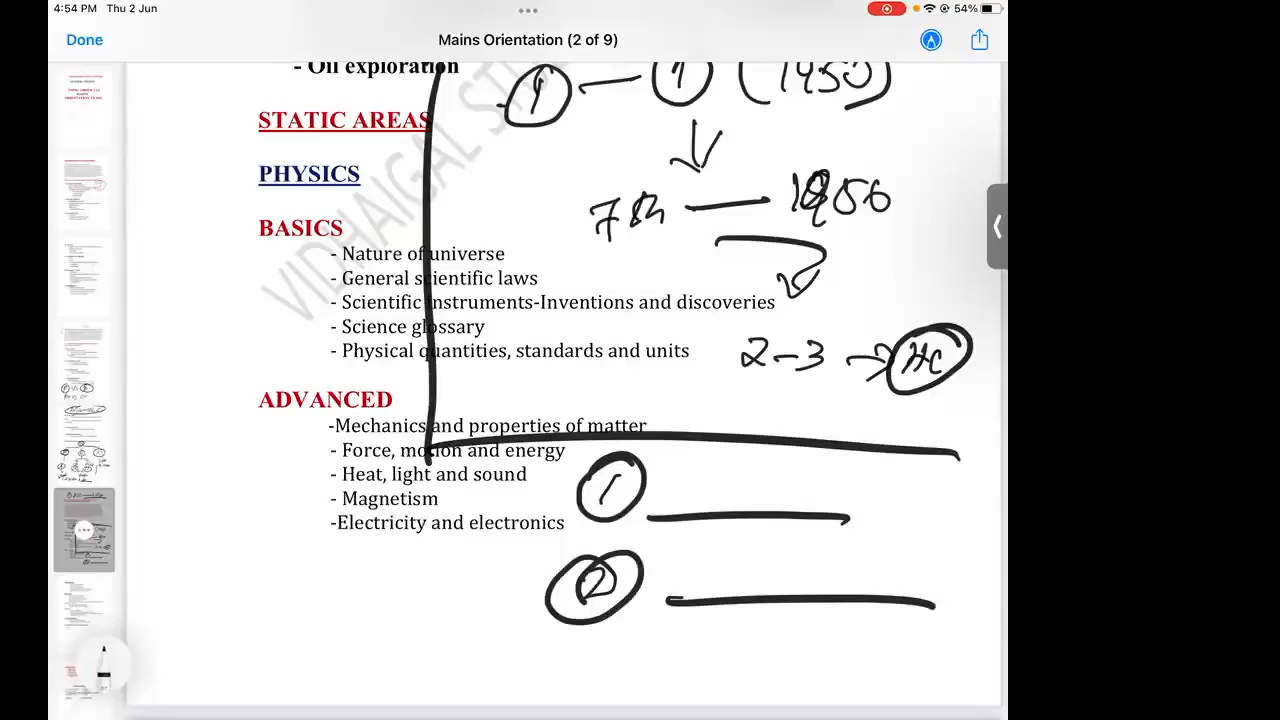 4:54 PM Thu 2 Jun
54%
Done
Mains Orientation (2 of 9)
- Oil exploration
1 — 1 (1450)
STATIC AREAS
PHYSICS
7th — 1950
BASICS
- Nature of universe
- General scientific laws
- Scientific instruments-Inventions and discoveries
- Science glossary
- Physical quantities, standards and units
2-3 → HC
ADVANCED
-Mechanics and properties of matter
- Force, motion and energy
- Heat, light and sound
1
- Magnetism
-Electricity and electronics
2